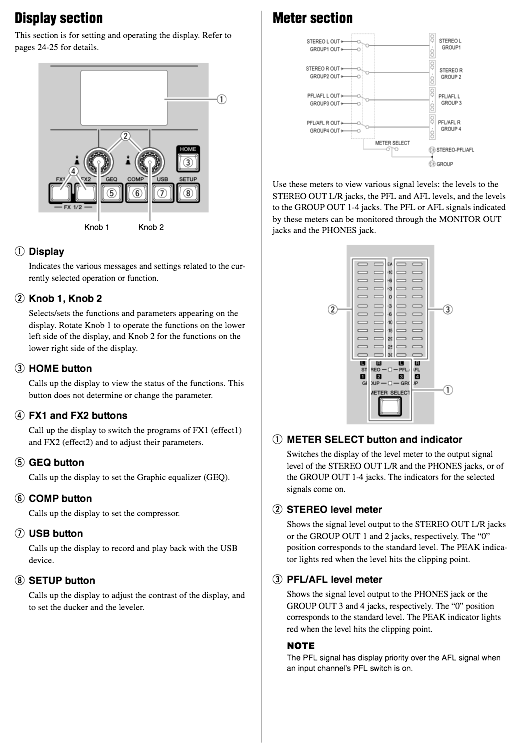 Display section
This section is for setting and operating the display. Refer to
pages 24-25 for details.
①
②
HOME
③
④
FX1 FX2 GEQ COMP USB SETUP
⑤ ⑥ ⑦ ⑧
FX 1/2
Knob 1 Knob 2
① Display
Indicates the various messages and settings related to the cur-
rently selected operation or function.
② Knob 1, Knob 2
Selects/sets the functions and parameters appearing on the
display. Rotate Knob 1 to operate the functions on the lower
left side of the display, and Knob 2 for the functions on the
lower right side of the display.
③ HOME button
Calls up the display to view the status of the functions. This
button does not determine or change the parameter.
④ FX1 and FX2 buttons
Call up the display to switch the programs of FX1 (effect1)
and FX2 (effect2) and to adjust their parameters.
⑤ GEQ button
Calls up the display to set the Graphic equalizer (GEQ).
⑥ COMP button
Calls up the display to set the compressor.
⑦ USB button
Calls up the display to record and play back with the USB
device.
⑧ SETUP button
Calls up the display to adjust the contrast of the display, and
to set the ducker and the leveler.
Meter section
STEREO L OUT
GROUP1 OUT
STEREO L
GROUP1
STEREO R OUT
GROUP2 OUT
STEREO R
GROUP 2
PFL/AFL L OUT
GROUP3 OUT
PFL/AFL L
GROUP 3
PFL/AFL R OUT
GROUP4 OUT
PFL/AFL R
GROUP 4
METER SELECT
STEREO-PFL/AFL
GROUP
Use these meters to view various signal levels: the levels to the
STEREO OUT L/R jacks, the PFL and AFL levels, and the levels
to the GROUP OUT 1-4 jacks. The PFL or AFL signals indicated
by these meters can be monitored through the MONITOR OUT
jacks and the PHONES jack.
②
③
L R L R
1 2 3 4
METER SELECT
①
① METER SELECT button and indicator
Switches the display of the level meter to the output signal
level of the STEREO OUT L/R and the PHONES jacks, or of
the GROUP OUT 1-4 jacks. The indicators for the selected
signals come on.
② STEREO level meter
Shows the signal level output to the STEREO OUT L/R jacks
or the GROUP OUT 1 and 2 jacks, respectively. The “0”
position corresponds to the standard level. The PEAK indica-
tor lights red when the level hits the clipping point.
③ PFL/AFL level meter
Shows the signal level output to the PHONES jack or the
GROUP OUT 3 and 4 jacks, respectively. The “0” position
corresponds to the standard level. The PEAK indicator lights
red when the level hits the clipping point.
NOTE
The PFL signal has display priority over the AFL signal when
an input channel's PFL switch is on.